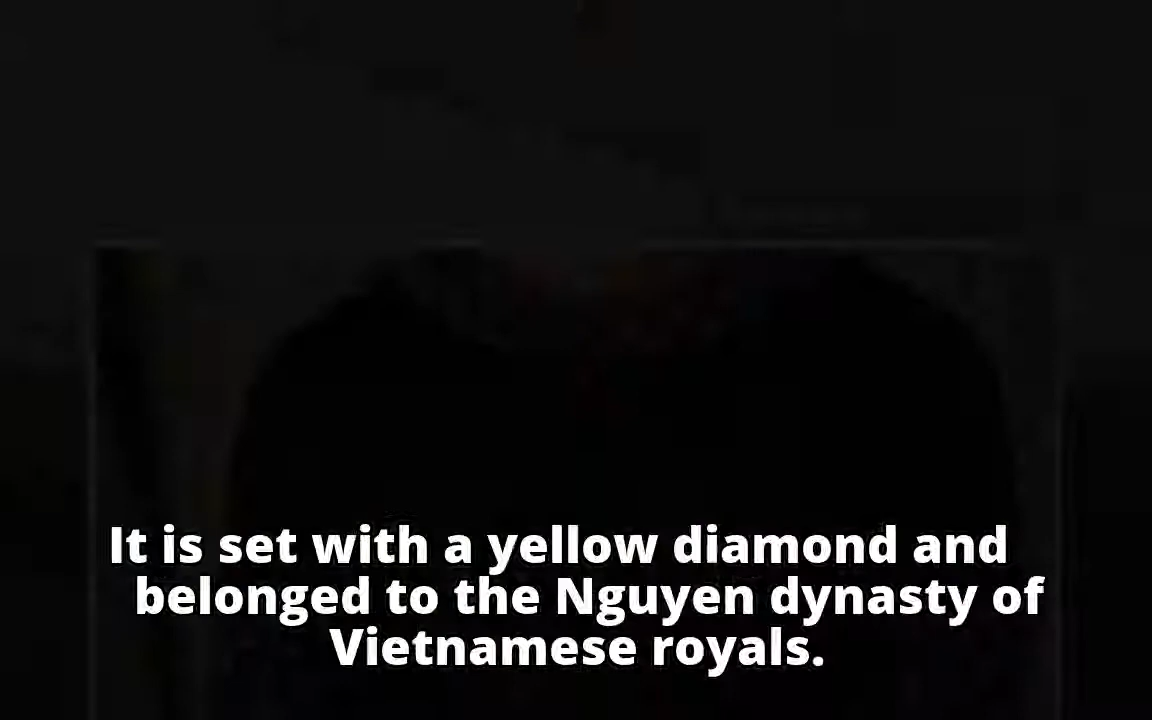 It is set with a yellow diamond and
belonged to the Nguyen dynasty of
Vietnamese royals.